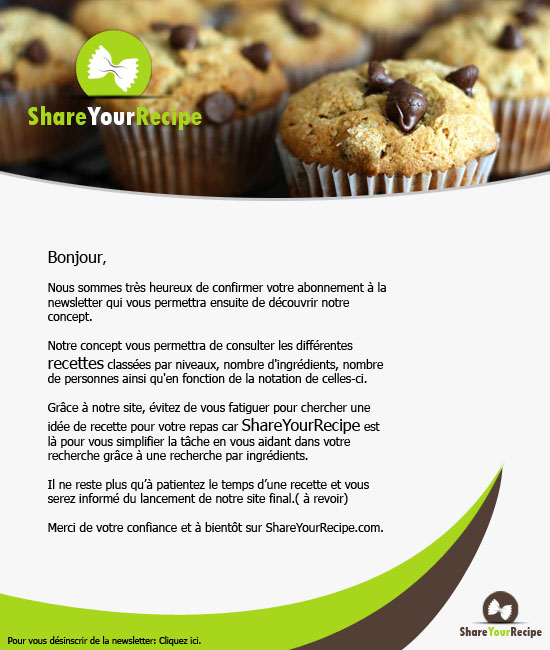 ShareYourRecipe
Bonjour,
Nous sommes très heureux de confirmer votre abonnement à la
newsletter qui vous permettra ensuite de découvrir notre
concept.
Notre concept vous permettra de consulter les différentes
recettes classées par niveaux, nombre d'ingrédients, nombre
de personnes ainsi qu'en fonction de la notation de celles-ci.
Grâce à notre site, évitez de vous fatiguer pour chercher une
idée de recette pour votre repas car ShareYourRecipe est
là pour vous simplifier la tâche en vous aidant dans votre
recherche grâce à une recherche par ingrédients.
Il ne reste plus qu'à patientez le temps d'une recette et vous
serez informé du lancement de notre site final.( à revoir)
Merci de votre confiance et à bientôt sur ShareYourRecipe.com.
ShareYourRecipe
Pour vous désinscrir de la newsletter: Cliquez ici.